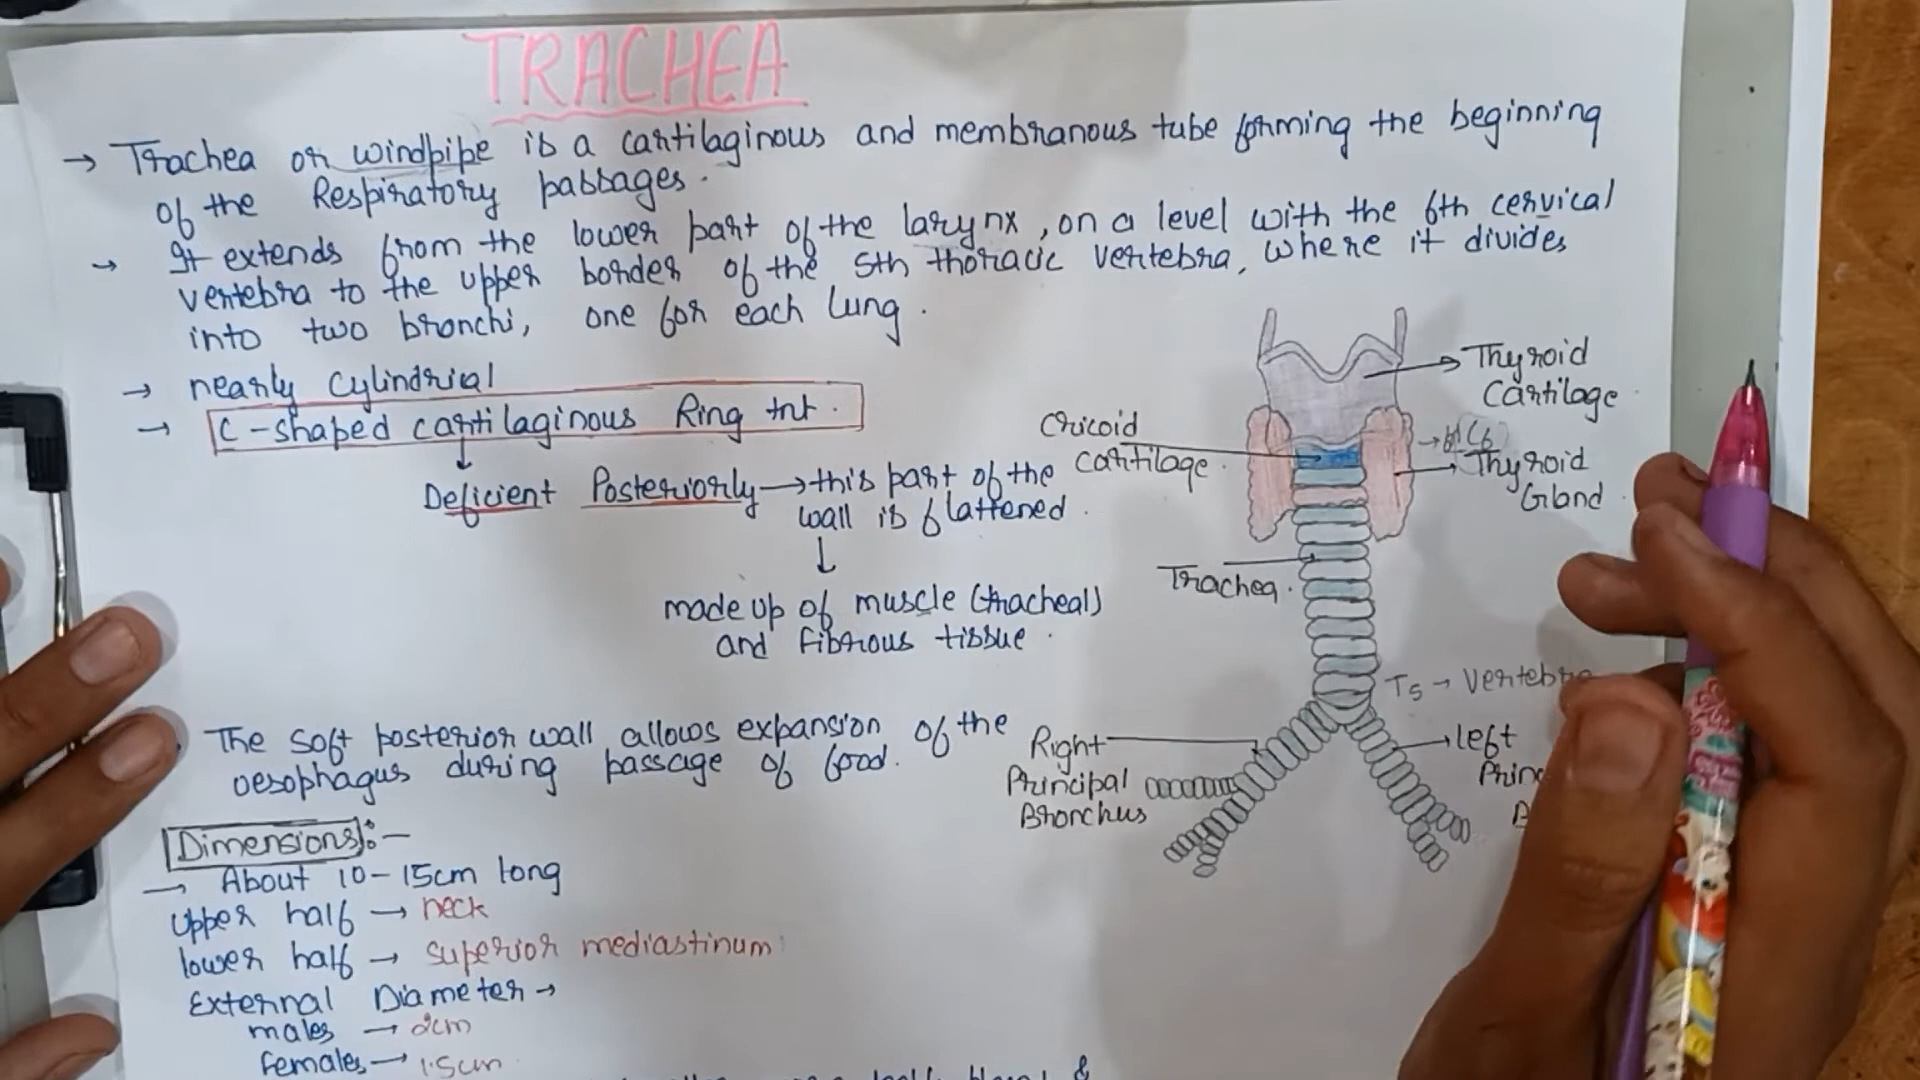 TRACHEA
→ Trachea or windpipe is a cartilaginous and membranous tube forming the beginning
of the Respiratory passages.
→ It extends from the lower part of the larynx, on a level with the 6th cervical
vertebra to the upper border of the 5th thoracic vertebra, where it divides
into two bronchi, one for each lung.
→ nearly cylindrical
→ C-shaped cartilaginous Ring
Deficient Posteriorly → this part of the
wall is flattened.
made up of muscle (tracheal)
and fibrous tissue.
The soft posterior wall allows expansion of the
oesophagus during passage of food.
Dimensions:-
→ About 10-15cm long
Upper half → neck
lower half → superior mediastinum
External Diameter →
males → 2cm
females → 1.5cm
Thyroid
Cartilage.
Cricoid
cartilage.
C6
Thyroid
Gland
Trachea.
T5 → Vertebra
Right
Principal
Bronchus
left